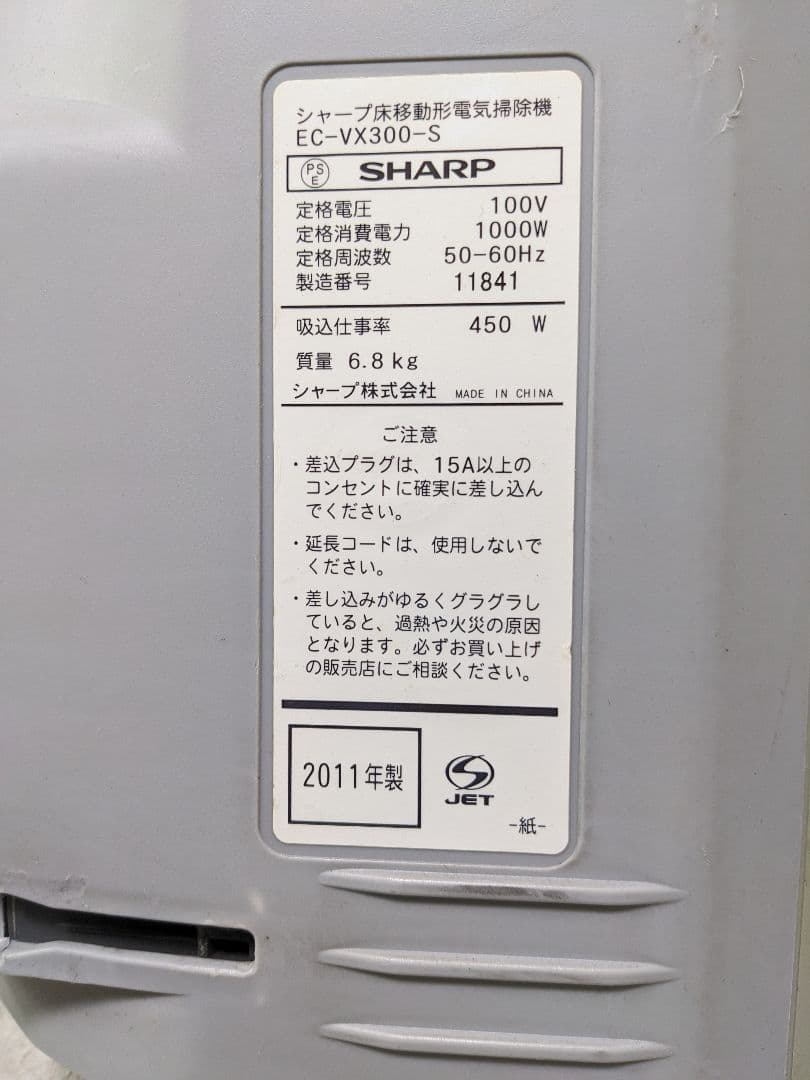 シャープ床移動形電気掃除機
EC-VX300-S
PSE SHARP
定格電圧 100V
定格消費電力 1000W
定格周波数 50-60Hz
製造番号 11841
吸込仕事率 450 W
質量 6.8kg
シャープ株式会社 MADE IN CHINA
ご注意
・差込プラグは、15A以上の
コンセントに確実に差し込ん
でください。
・延長コードは、使用しないで
ください。
・差し込みがゆるくグラグラし
ていると、過熱や火災の原因
となります。必ずお買い上げ
の販売店にご相談ください。
2011年製
JET
-紙-